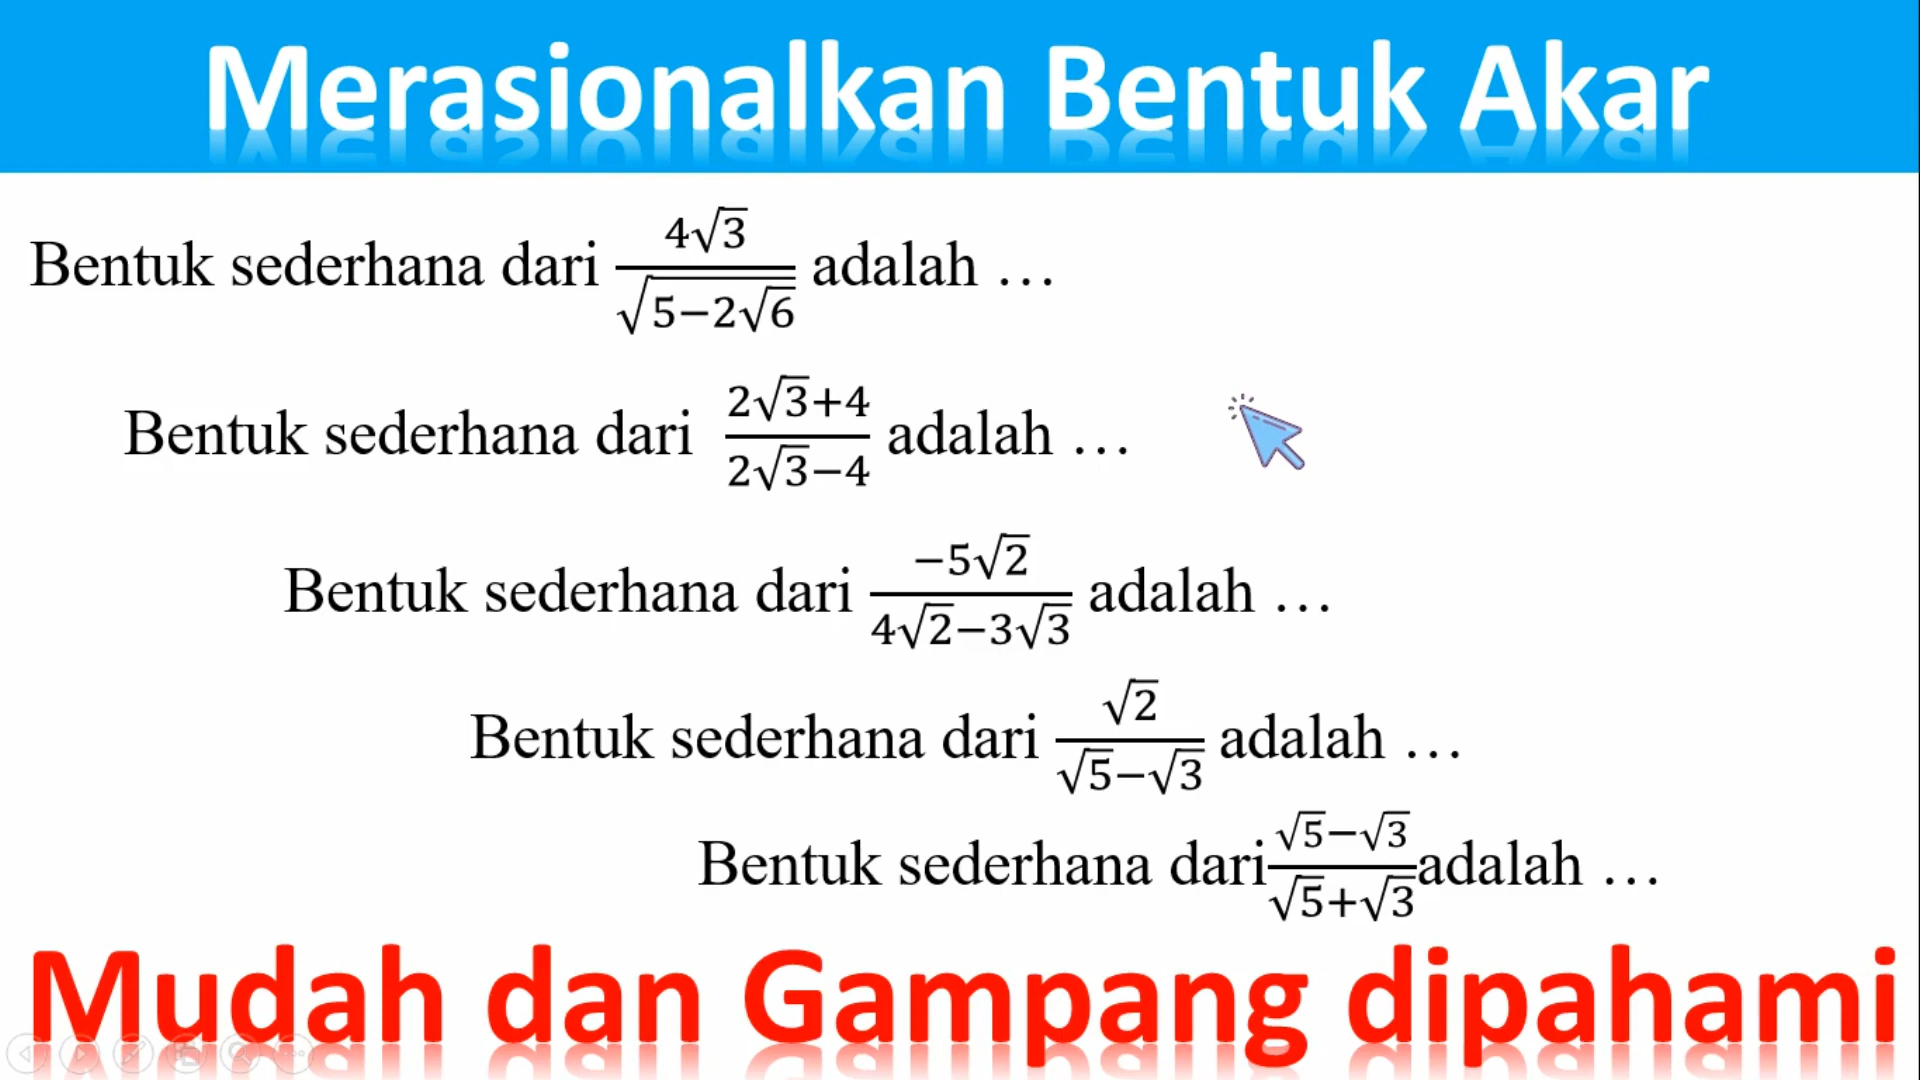 Merasionalkan Bentuk Akar
Bentuk sederhana dari 4√3/√(5−2√6) adalah …
Bentuk sederhana dari (2√3+4)/(2√3−4) adalah …
Bentuk sederhana dari −5√2/(4√2−3√3) adalah …
Bentuk sederhana dari √2/(√5−√3) adalah …
Bentuk sederhana dari (√5−√3)/(√5+√3) adalah …
Mudah dan Gampang dipahami